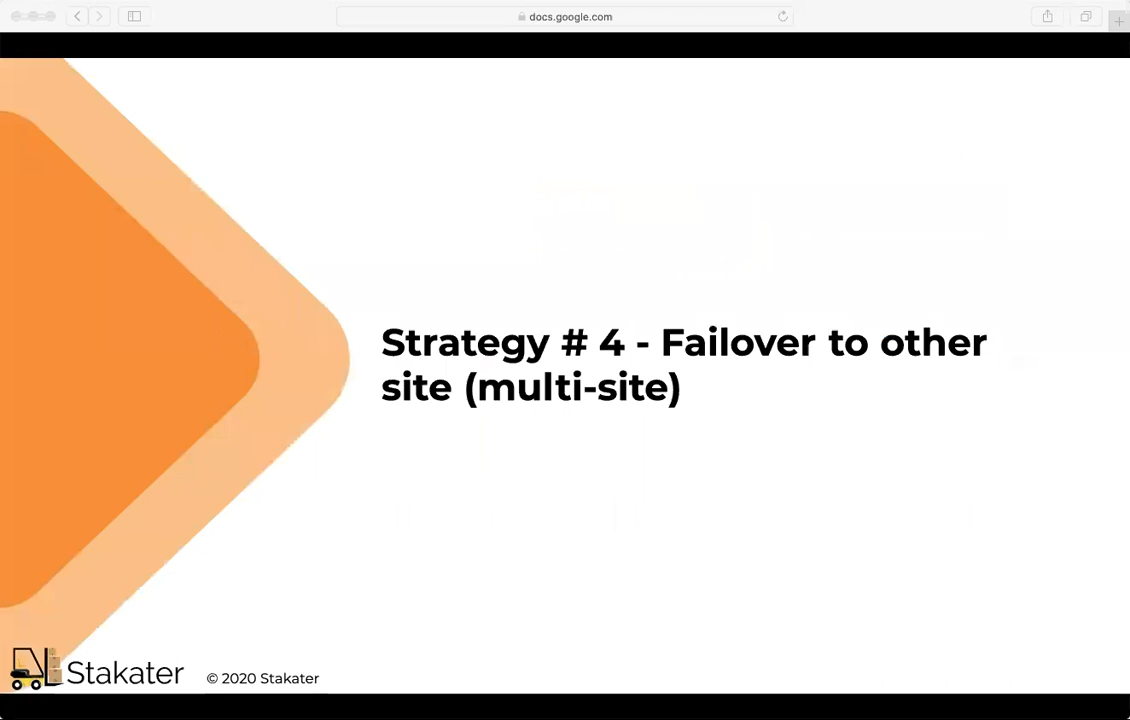 docs.google.com
Strategy # 4 - Failover to other
site (multi-site)
Stakater
© 2020 Stakater